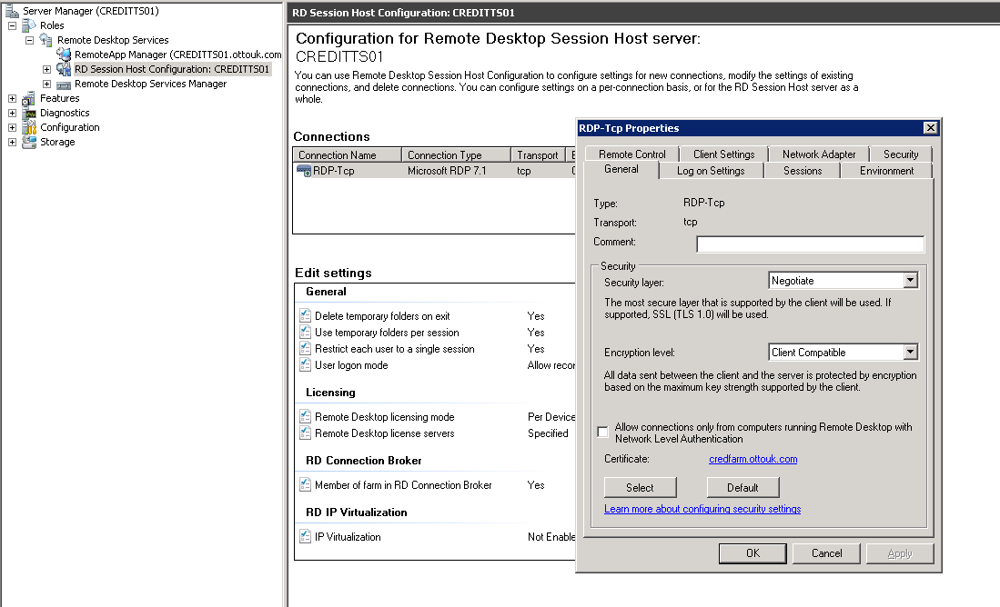 Server Manager (CREDITTS01)
Roles
Remote Desktop Services
RemoteApp Manager (CREDITTS01.ottouk.com
RD Session Host Configuration: CREDITTS01
Remote Desktop Services Manager
Features
Diagnostics
Configuration
Storage
RD Session Host Configuration: CREDITTS01
Configuration for Remote Desktop Session Host server:
CREDITTS01
You can use Remote Desktop Session Host Configuration to configure settings for new connections, modify the settings of existing
connections, and delete connections. You can configure settings on a per-connection basis, or for the RD Session Host server as a
whole.
Connections
Connection Name Connection Type Transport
RDP-Tcp Microsoft RDP 7.1 tcp
Edit settings
General
Delete temporary folders on exit Yes
Use temporary folders per session Yes
Restrict each user to a single session Yes
User logon mode Allow recon
Licensing
Remote Desktop licensing mode Per Device
Remote Desktop license servers Specified
RD Connection Broker
Member of farm in RD Connection Broker Yes
RD IP Virtualization
IP Virtualization Not Enable
RDP-Tcp Properties
Remote Control Client Settings Network Adapter Security
General Log on Settings Sessions Environment
Type: RDP-Tcp
Transport: tcp
Comment:
Security
Security layer: Negotiate
The most secure layer that is supported by the client will be used. If
supported, SSL (TLS 1.0) will be used.
Encryption level: Client Compatible
All data sent between the client and the server is protected by encryption
based on the maximum key strength supported by the client.
Allow connections only from computers running Remote Desktop with
Network Level Authentication
Certificate: credfarm.ottouk.com
Select Default
Learn more about configuring security settings
OK Cancel Apply